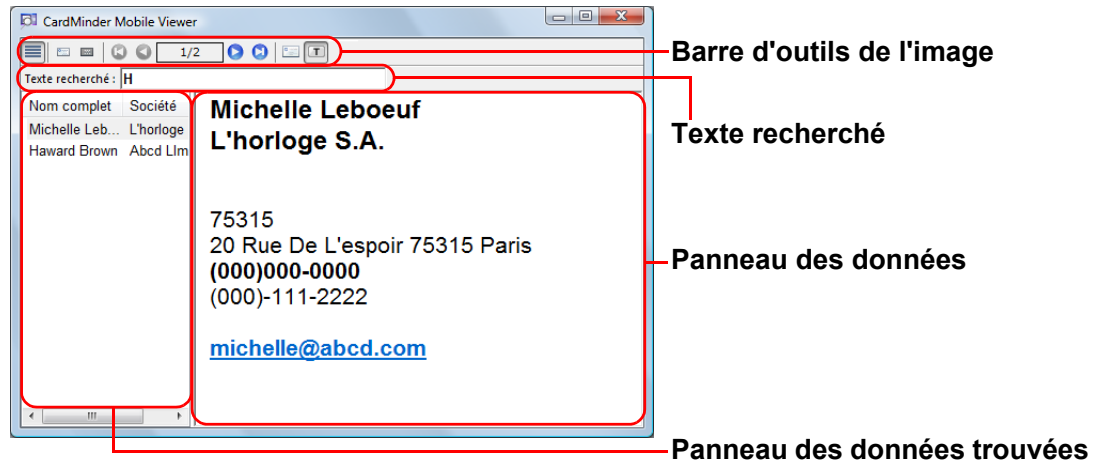 CardMinder Mobile Viewer
1/2
T
Barre d'outils de l'image
Texte recherché : H
Texte recherché
Nom complet Société
Michelle Leb... L'horloge
Haward Brown Abcd LIm
Michelle Leboeuf
L'horloge S.A.
75315
20 Rue De L'espoir 75315 Paris
(000)000-0000
(000)-111-2222
michelle@abcd.com
Panneau des données
Panneau des données trouvées